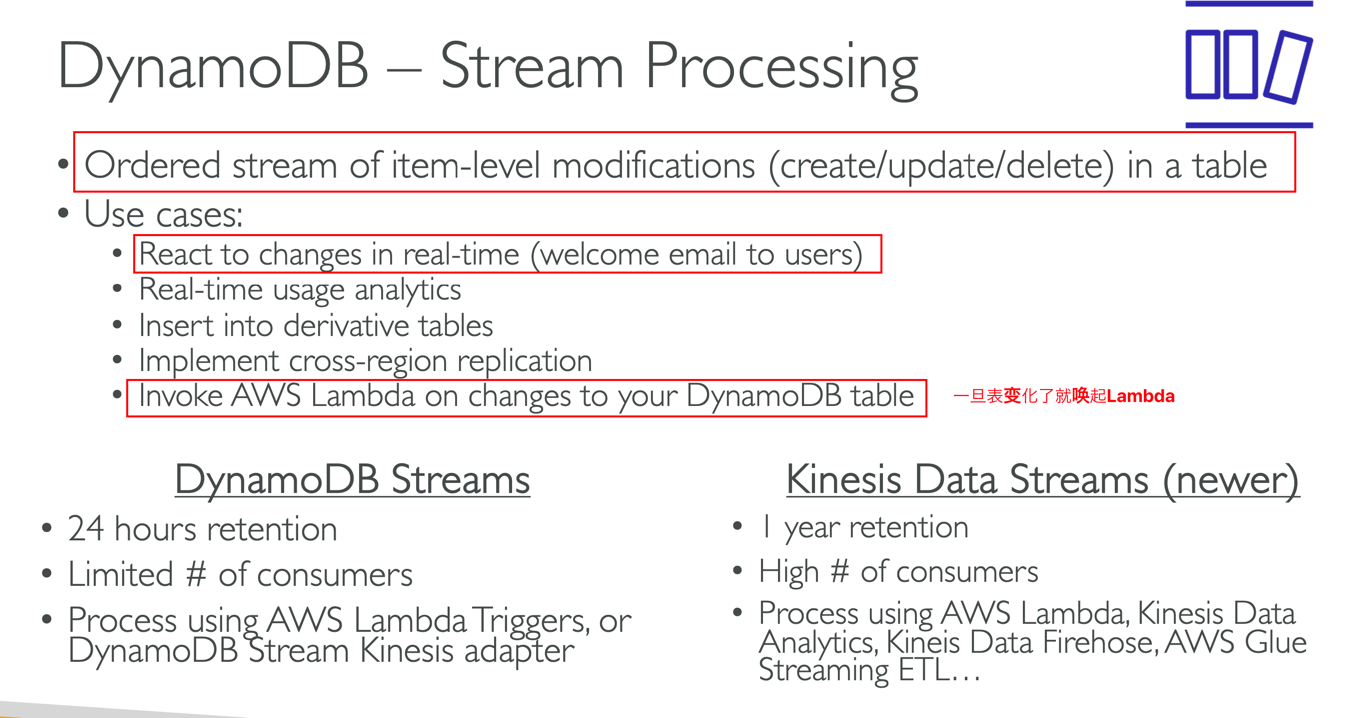 DynamoDB – Stream Processing
• Ordered stream of item-level modifications (create/update/delete) in a table
• Use cases:
• React to changes in real-time (welcome email to users)
• Real-time usage analytics
• Insert into derivative tables
• Implement cross-region replication
• Invoke AWS Lambda on changes to your DynamoDB table
一旦表变化了就唤起Lambda
DynamoDB Streams
• 24 hours retention
• Limited # of consumers
• Process using AWS Lambda Triggers, or
DynamoDB Stream Kinesis adapter
Kinesis Data Streams (newer)
• 1 year retention
• High # of consumers
• Process using AWS Lambda, Kinesis Data
Analytics, Kineis Data Firehose, AWS Glue
Streaming ETL…